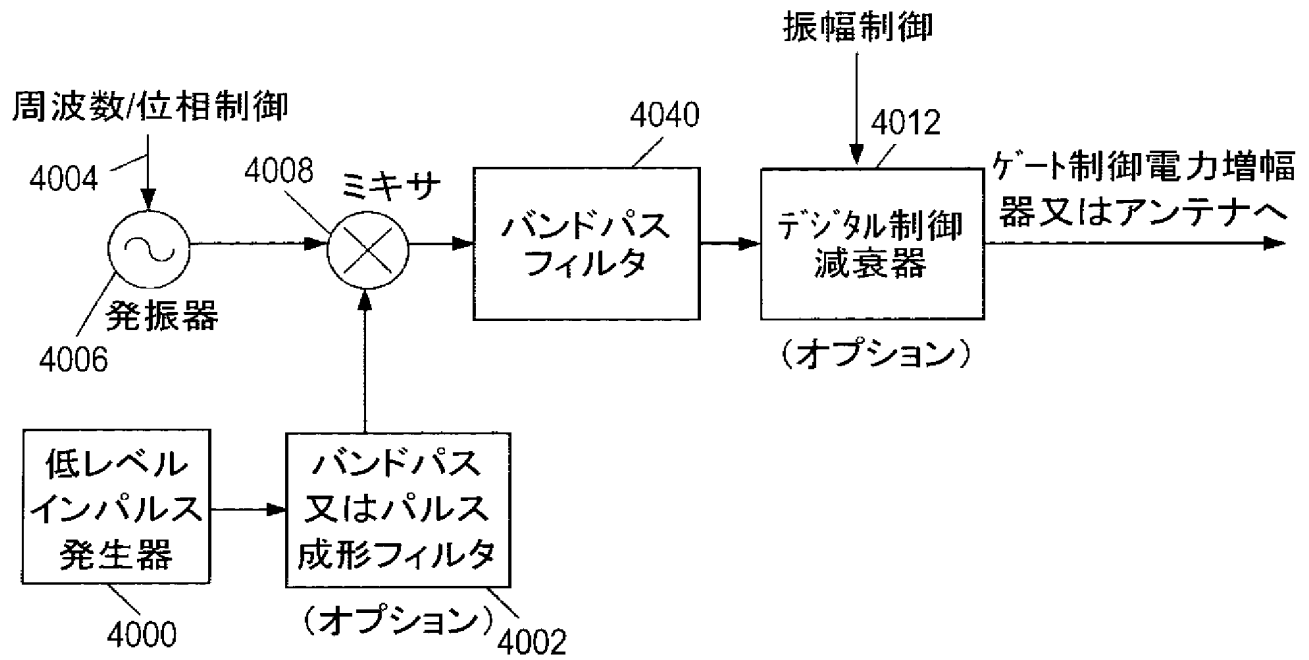 振幅制御
周波数/位相制御
4004
4008
ミキサ
4040
4012
ｹﾞｰﾄ制御電力増幅
器又はアンテナへ
バンドパス
フィルタ
ﾃﾞｼﾞﾀﾙ制御
減衰器
(オプション)
発振器
4006
低レベル
インパルス
発生器
4000
バンドパス
又はパルス
成形フィルタ
(オプション)
4002